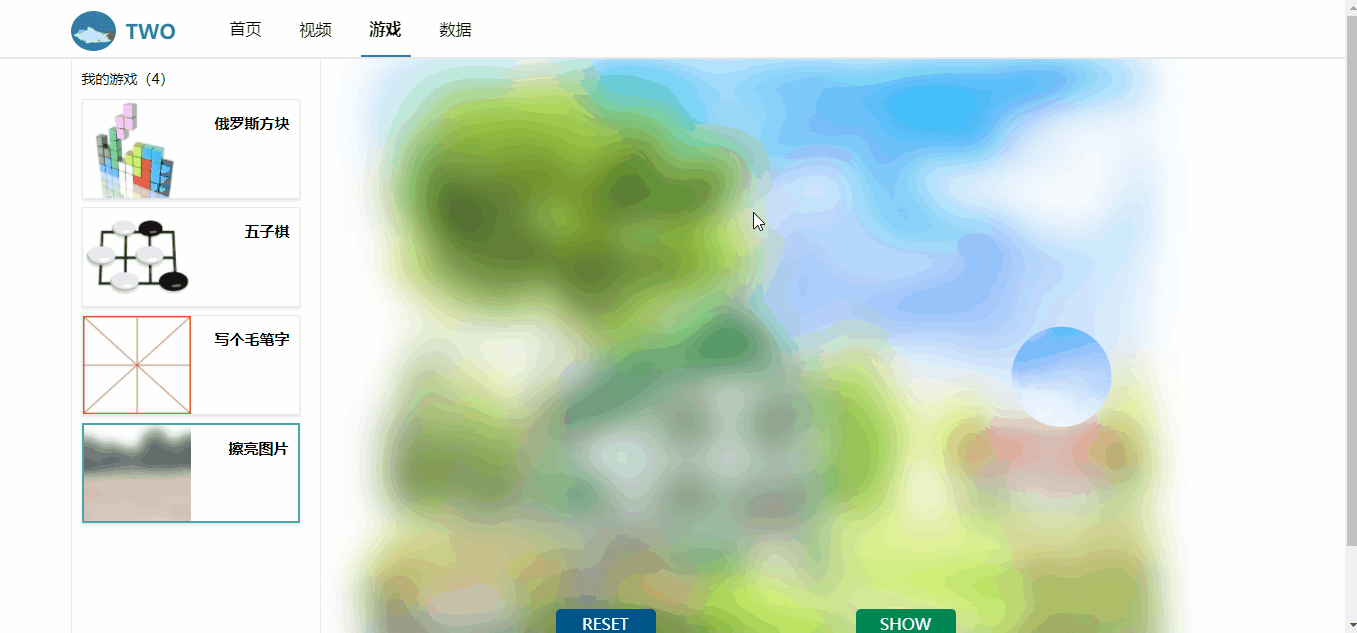 TWO 首页 视频 游戏 数据
我的游戏（4）
俄罗斯方块
五子棋
写个毛笔字
擦亮图片
RESET SHOW